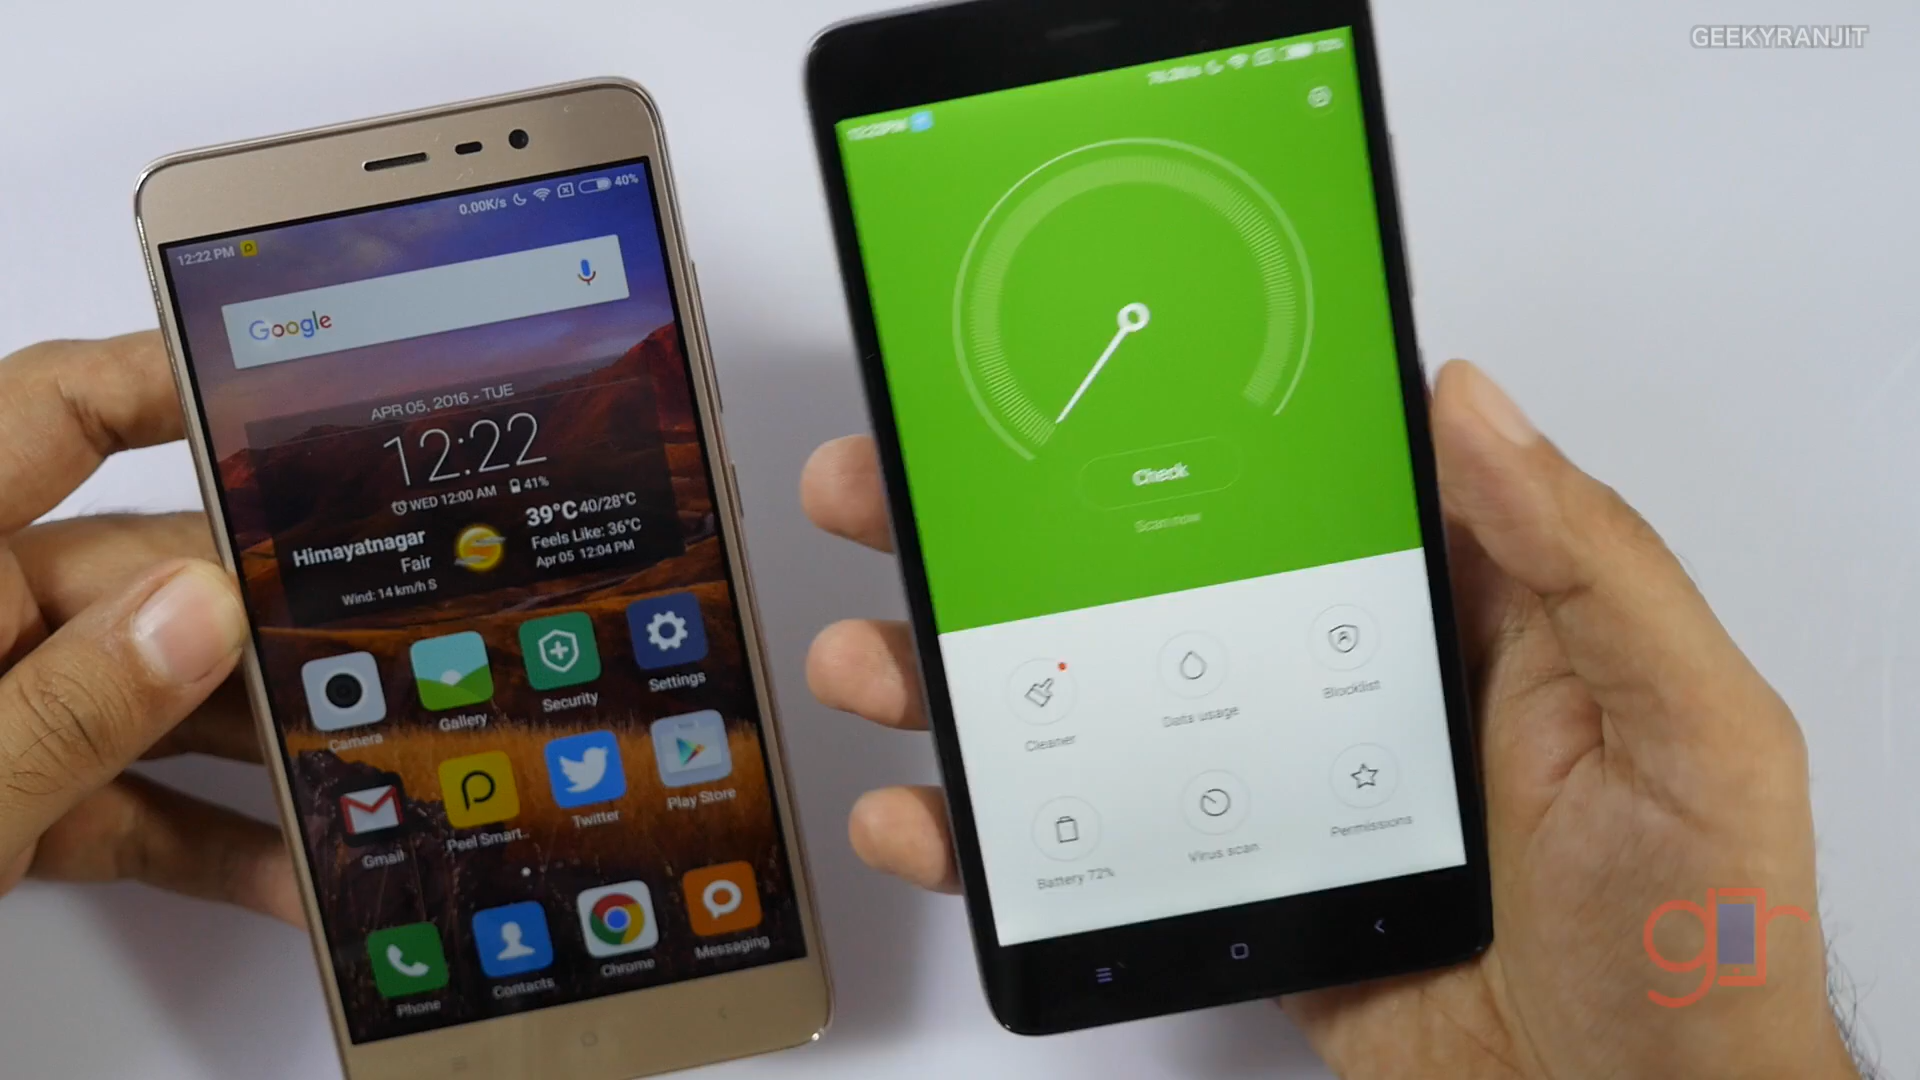 GEEKYRANJIT
12:22 PM
0.00K/s
40%
Google
APR 05, 2016 - TUE
12:22
WED 12:00 AM 41%
Himayatnagar
Fair
Wind: 14 km/h S
39°C 40/28°C
Feels Like: 36°C
Apr 05 12:04 PM
Camera
Gallery
Security
Settings
Gmail
Peel Smart..
Twitter
Play Store
Phone
Contacts
Chrome
Messaging
Check
Scan now
Cleaner
Data usage
Blocklist
Battery 72%
Virus scan
Permissions
gr